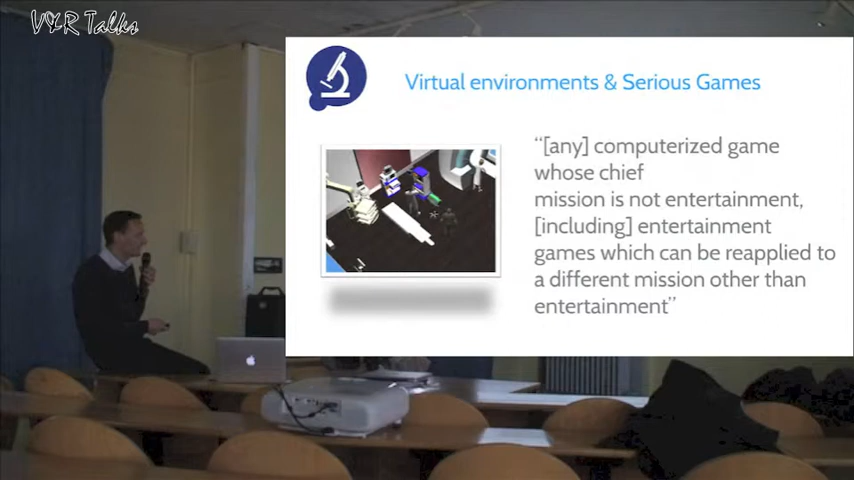 V&R Talks
Virtual environments & Serious Games
“[any] computerized game
whose chief
mission is not entertainment,
[including] entertainment
games which can be reapplied to
a different mission other than
entertainment”